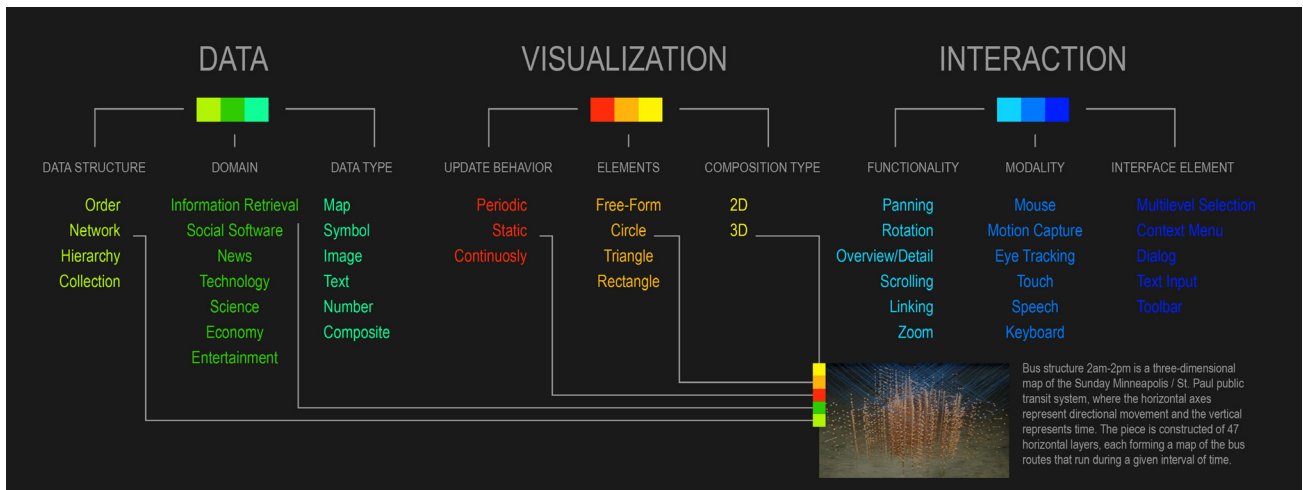 DATA
VISUALIZATION
INTERACTION
DATA STRUCTURE
DOMAIN
DATA TYPE
UPDATE BEHAVIOR
ELEMENTS
COMPOSITION TYPE
FUNCTIONALITY
MODALITY
INTERFACE ELEMENT
Order
Network
Hierarchy
Collection
Information Retrieval
Social Software
News
Technology
Science
Economy
Entertainment
Map
Symbol
Image
Text
Number
Composite
Periodic
Static
Continuosly
Free-Form
Circle
Triangle
Rectangle
2D
3D
Panning
Rotation
Overview/Detail
Scrolling
Linking
Zoom
Mouse
Motion Capture
Eye Tracking
Touch
Speech
Keyboard
Multilevel Selection
Context Menu
Dialog
Text Input
Toolbar
Bus structure 2am-2pm is a three-dimensional
map of the Sunday Minneapolis / St. Paul public
transit system, where the horizontal axes
represent directional movement and the vertical
represents time. The piece is constructed of 47
horizontal layers, each forming a map of the bus
routes that run during a given interval of time.